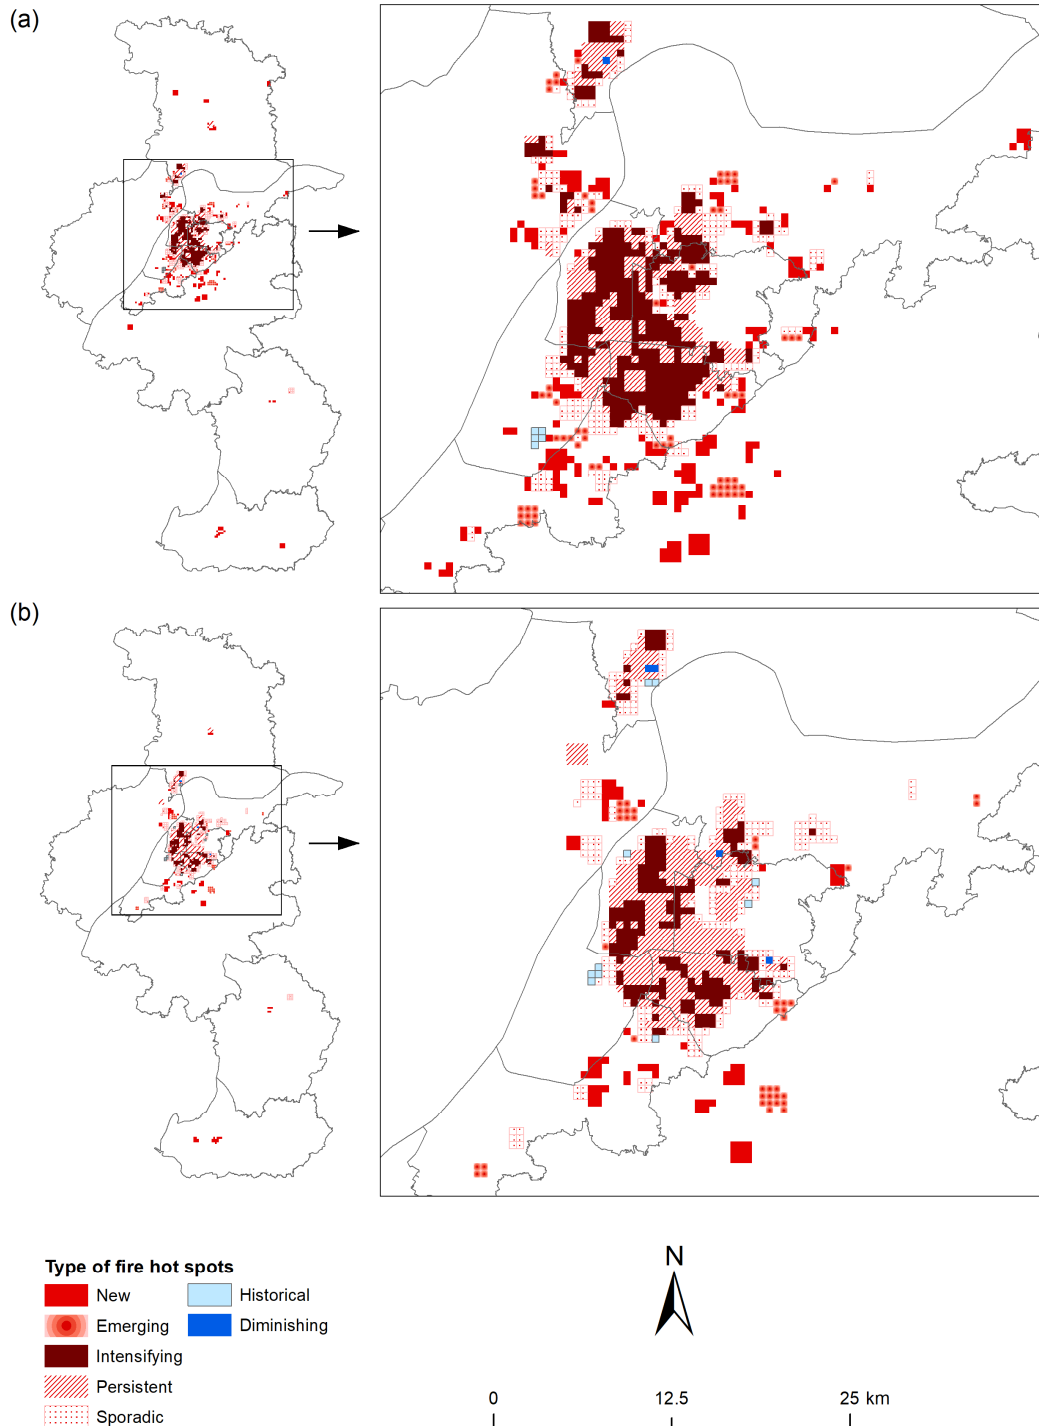 (a)
(b)
Type of fire hot spots
New
Historical
Emerging
Diminishing
Intensifying
Persistent
Sporadic
N
0 12.5 25 km